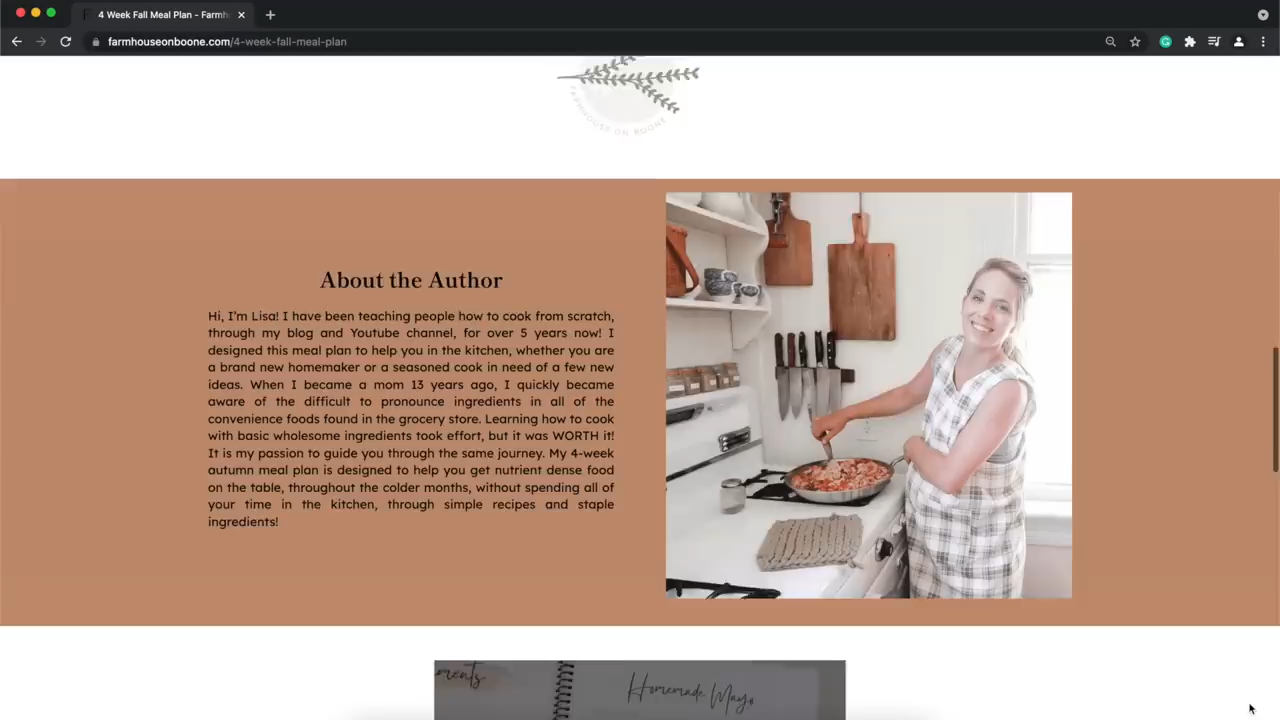 4 Week Fall Meal Plan - Farmh
farmhouseonboone.com/4-week-fall-meal-plan
FARMHOUSE ON BOONE
About the Author
Hi, I'm Lisa! I have been teaching people how to cook from scratch,
through my blog and Youtube channel, for over 5 years now! I
designed this meal plan to help you in the kitchen, whether you are
a brand new homemaker or a seasoned cook in need of a few new
ideas. When I became a mom 13 years ago, I quickly became
aware of the difficult to pronounce ingredients in all of the
convenience foods found in the grocery store. Learning how to cook
with basic wholesome ingredients took effort, but it was WORTH it!
It is my passion to guide you through the same journey. My 4-week
autumn meal plan is designed to help you get nutrient dense food
on the table, throughout the colder months, without spending all of
your time in the kitchen, through simple recipes and staple
ingredients!
ments
Homemade Mayo